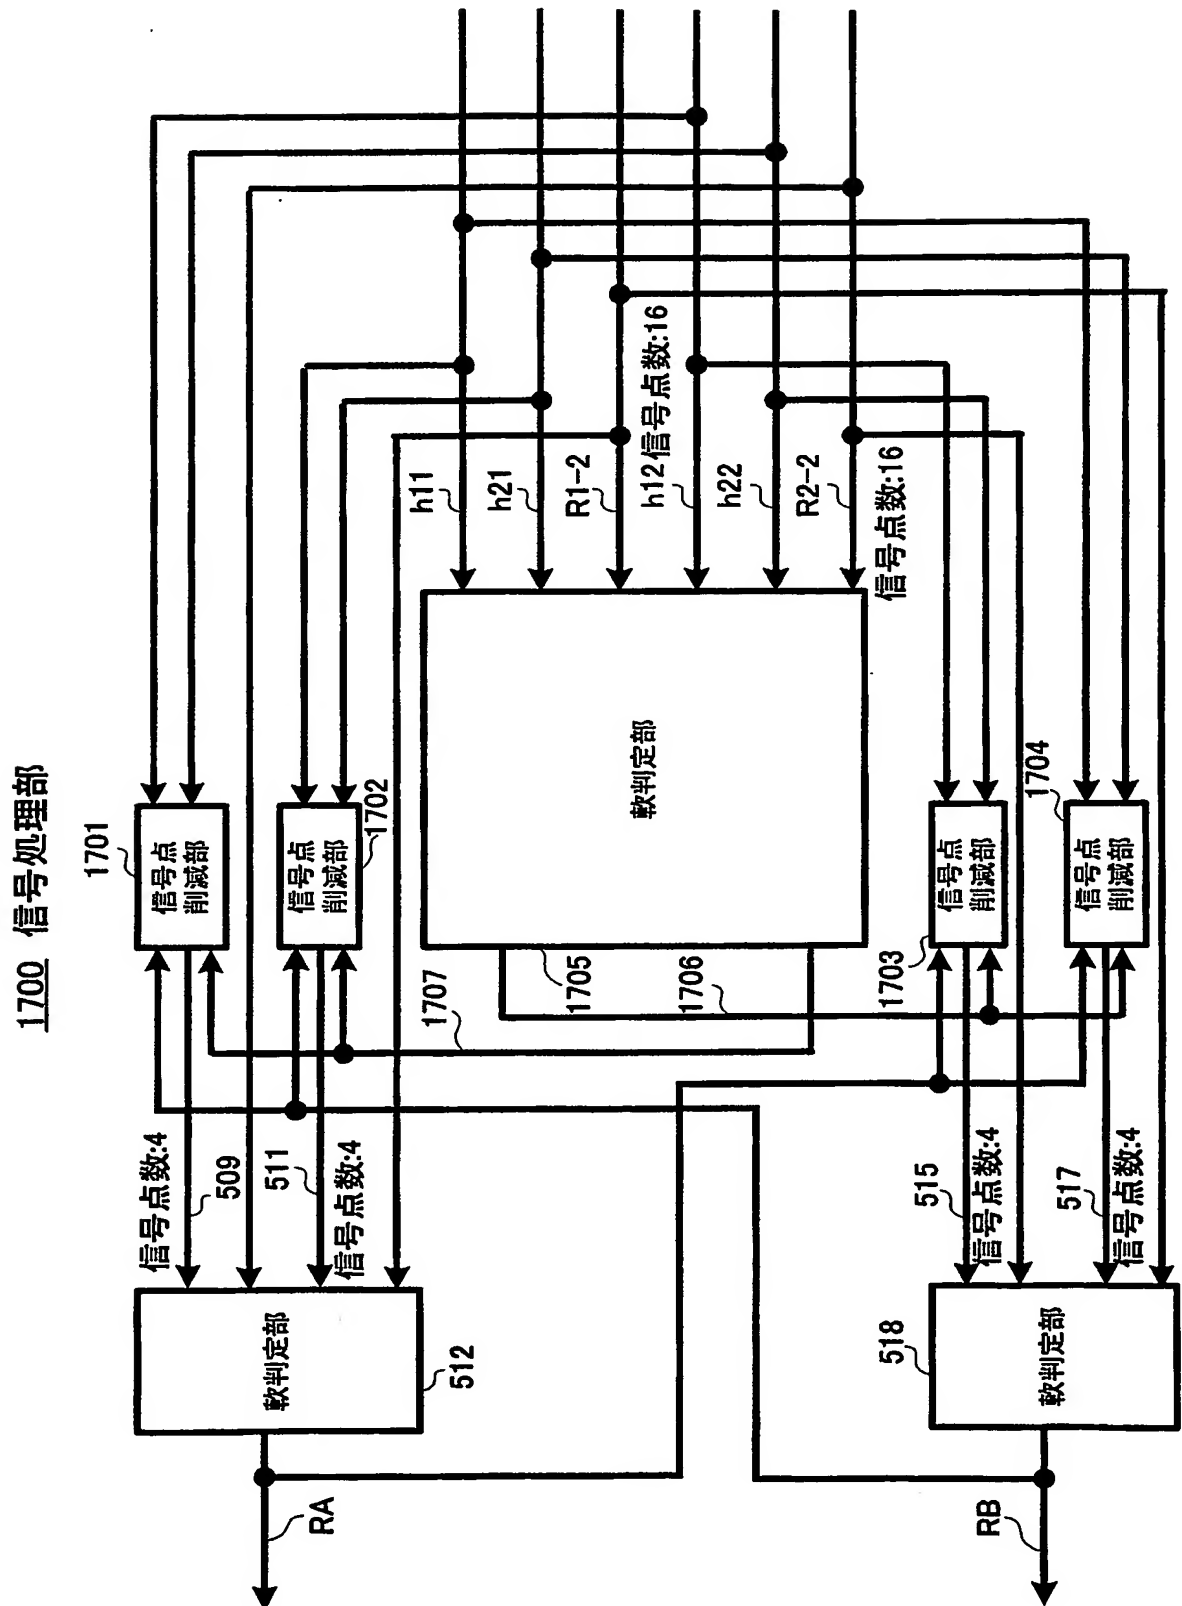 1700 信号処理部
1701
信号点
削減部
信号点
削減部
1702
信号点数:4
509
511
信号点数:4
軟判定部
512
RA
1707
1705
1706
軟判定部
h11
h21
R1-2
h12
信号点数:16
h22
R2-2
信号点数:16
1703
信号点
削減部
1704
信号点
削減部
515
信号点数:4
517
信号点数:4
518
軟判定部
RB